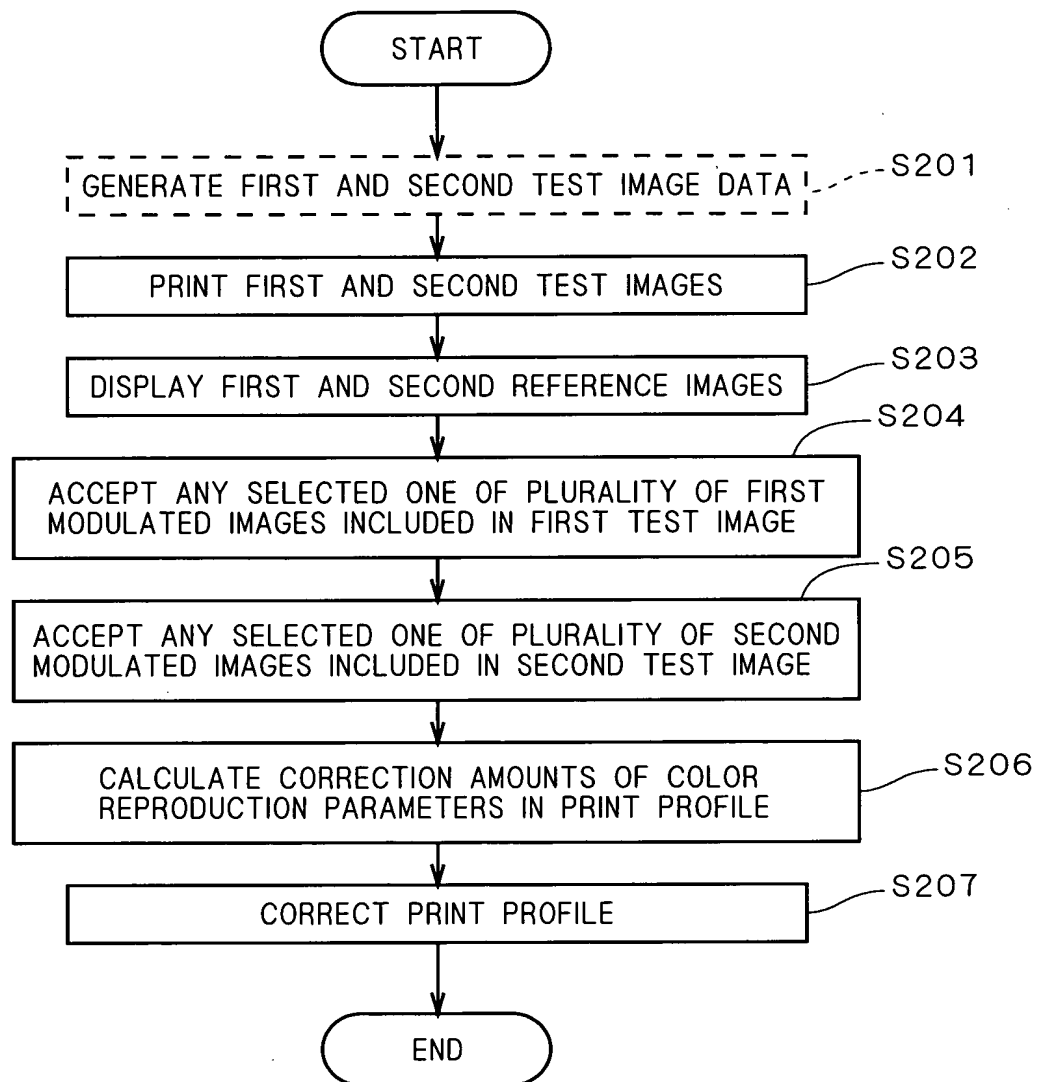 START
GENERATE FIRST AND SECOND TEST IMAGE DATA
S201
PRINT FIRST AND SECOND TEST IMAGES
S202
DISPLAY FIRST AND SECOND REFERENCE IMAGES
S203
S204
ACCEPT ANY SELECTED ONE OF PLURALITY OF FIRST
MODULATED IMAGES INCLUDED IN FIRST TEST IMAGE
S205
ACCEPT ANY SELECTED ONE OF PLURALITY OF SECOND
MODULATED IMAGES INCLUDED IN SECOND TEST IMAGE
CALCULATE CORRECTION AMOUNTS OF COLOR
REPRODUCTION PARAMETERS IN PRINT PROFILE
S206
CORRECT PRINT PROFILE
S207
END